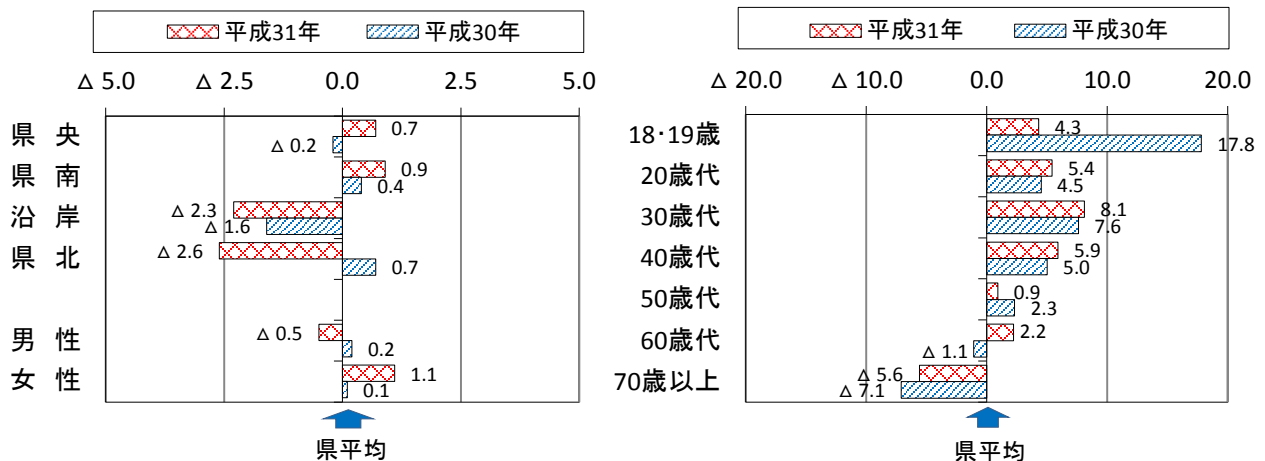 平成31年 平成30年
△ 5.0 △ 2.5 0.0 2.5 5.0
県 央 0.7
△ 0.2
県 南 0.9
0.4
沿 岸 △ 2.3
△ 1.6
県 北 △ 2.6
0.7
男 性 △ 0.5
0.2
女 性 1.1
0.1
県平均
平成31年 平成30年
△ 20.0 △ 10.0 0.0 10.0 20.0
18・19歳 4.3
17.8
20歳代 5.4
4.5
30歳代 8.1
7.6
40歳代 5.9
5.0
50歳代 0.9
2.3
60歳代 2.2
△ 1.1
70歳以上 △ 5.6
△ 7.1
県平均